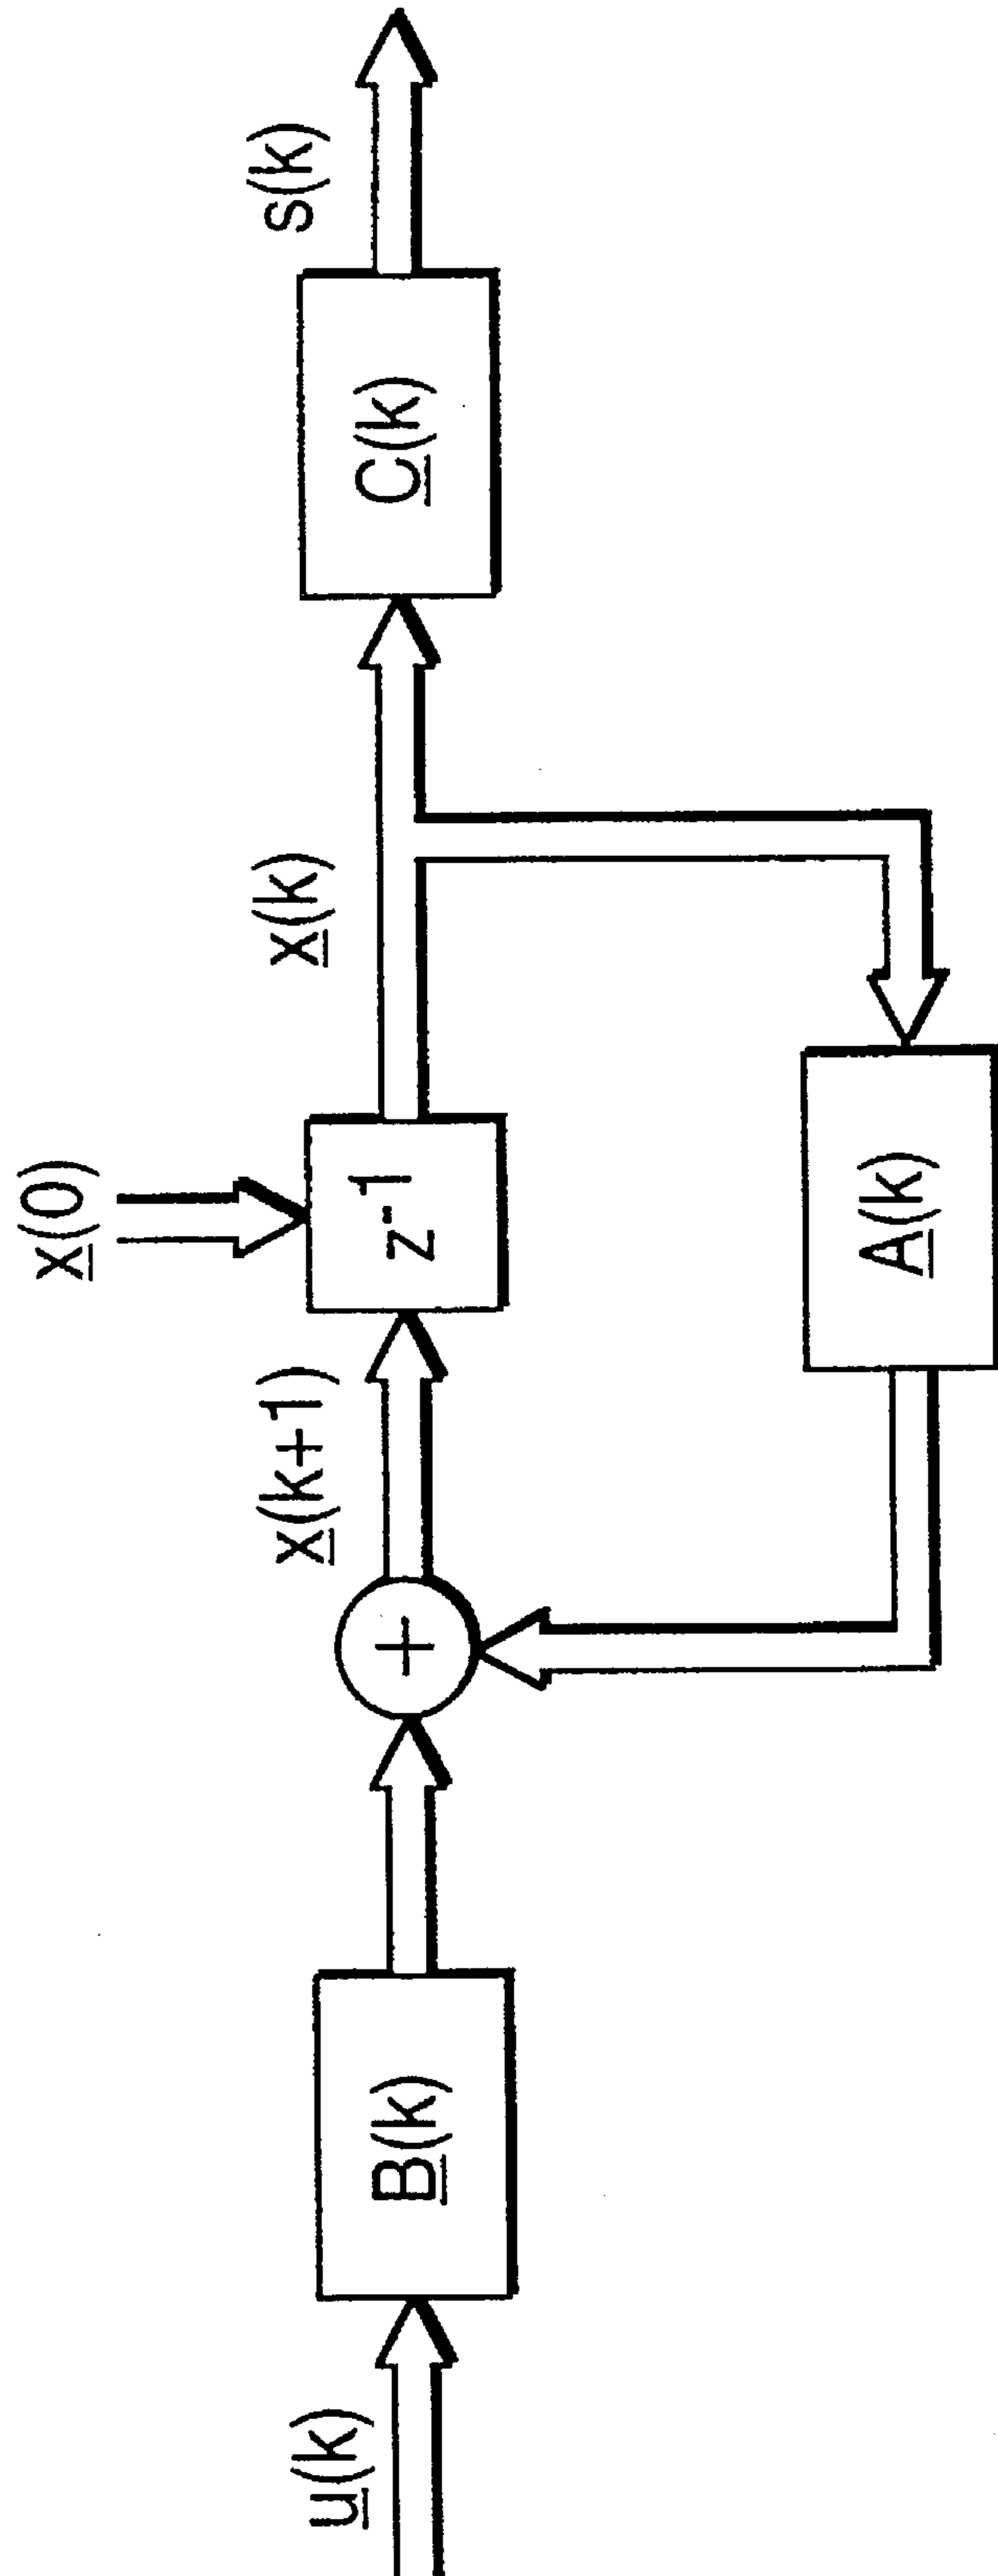 u(k)
B(k)
+
x(k+1)
x(0)
z⁻¹
x(k)
A(k)
C(k)
s(k)